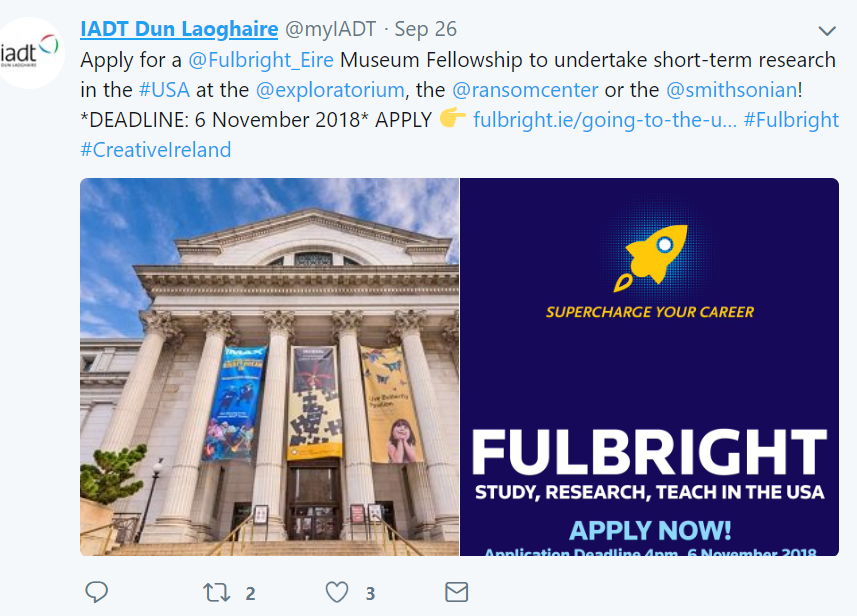 iadt
DUN LAOGHAIRE
IADT Dun Laoghaire @myIADT · Sep 26
Apply for a @Fulbright_Eire Museum Fellowship to undertake short-term research
in the #USA at the @exploratorium, the @ransomcenter or the @smithsonian!
*DEADLINE: 6 November 2018* APPLY 👉 fulbright.ie/going-to-the-u… #Fulbright
#CreativeIreland
IMAX
Live Butterfly
Pavilion
SUPERCHARGE YOUR CAREER
FULBRIGHT
STUDY, RESEARCH, TEACH IN THE USA
APPLY NOW!
Application Deadline 4pm, 6 November 2018
2
3